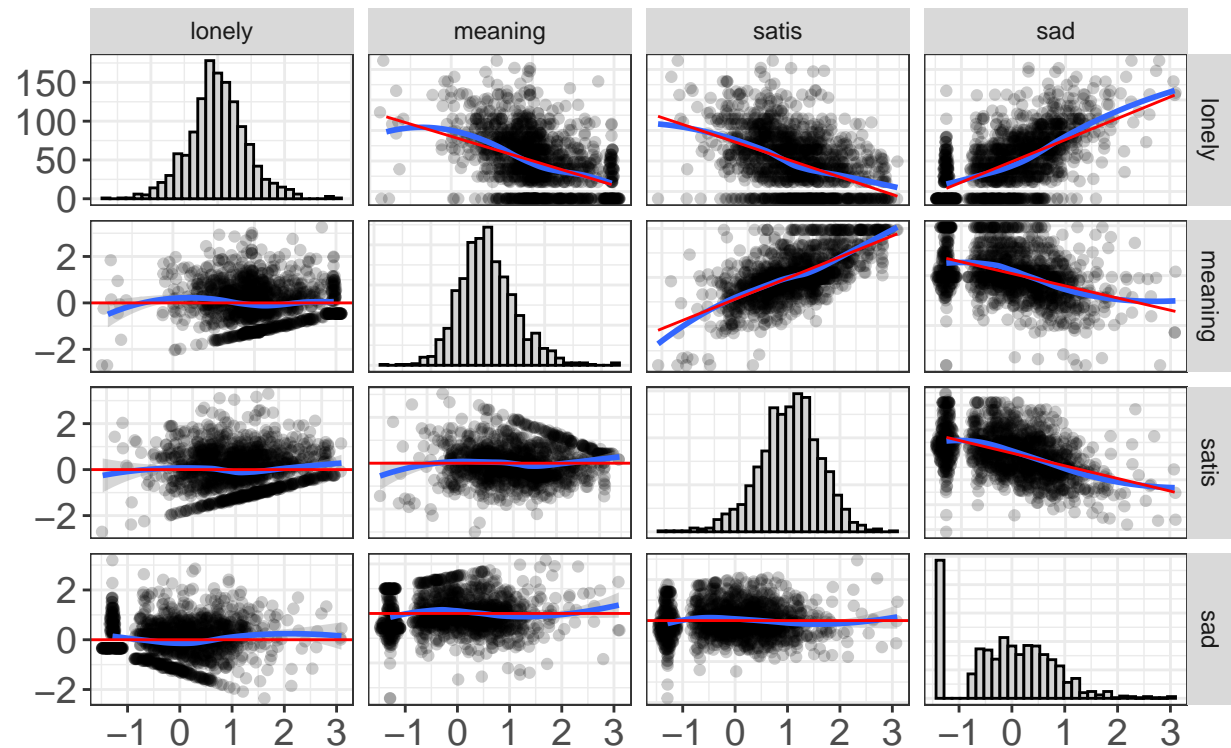 lonely meaning satis sad
150
100
50
0
lonely
2
0
−2
meaning
2
0
−2
satis
2
0
−2
sad
−1 0 1 2 3 −1 0 1 2 3 −1 0 1 2 3 −1 0 1 2 3